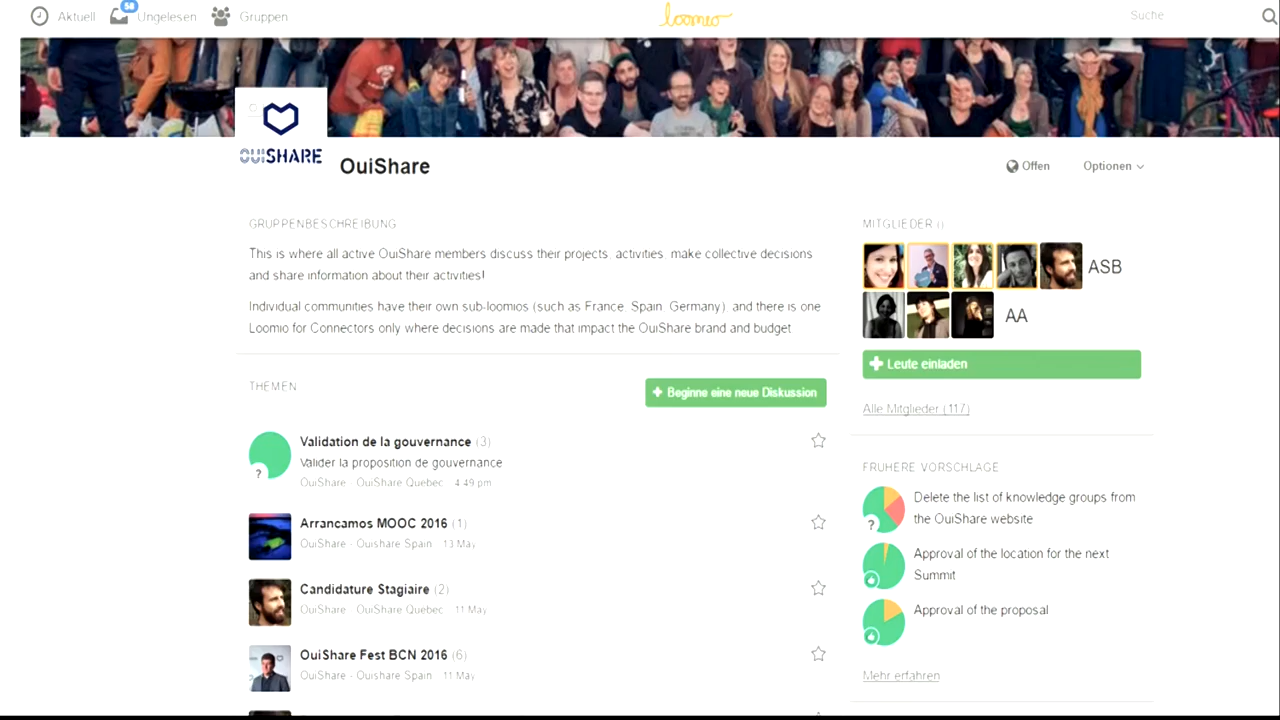 Aktuell
58
Ungelesen
Gruppen
loomio
Suche
OUISHARE
OuiShare
Offen
Optionen
GRUPPENBESCHREIBUNG
This is where all active OuiShare members discuss their projects, activities, make collective decisions
and share information about their activities!
Individual communities have their own sub-loomios (such as France, Spain, Germany), and there is one
Loomio for Connectors only where decisions are made that impact the OuiShare brand and budget
THEMEN
+ Beginne eine neue Diskussion
Validation de la gouvernance (3)
Valider la proposition de gouvernance
OuiShare - OuiShare Quebec · 4:49 pm
?
Arrancamos MOOC 2016 (1)
OuiShare - Ouishare Spain · 13 May
Candidature Stagiaire (2)
OuiShare - OuiShare Quebec · 11 May
OuiShare Fest BCN 2016 (6)
OuiShare - Ouishare Spain · 11 May
MITGLIEDER ()
ASB
AA
+ Leute einladen
Alle Mitglieder (117)
FRÜHERE VORSCHLÄGE
Delete the list of knowledge groups from
the OuiShare website
?
Approval of the location for the next
Summit
Approval of the proposal
Mehr erfahren